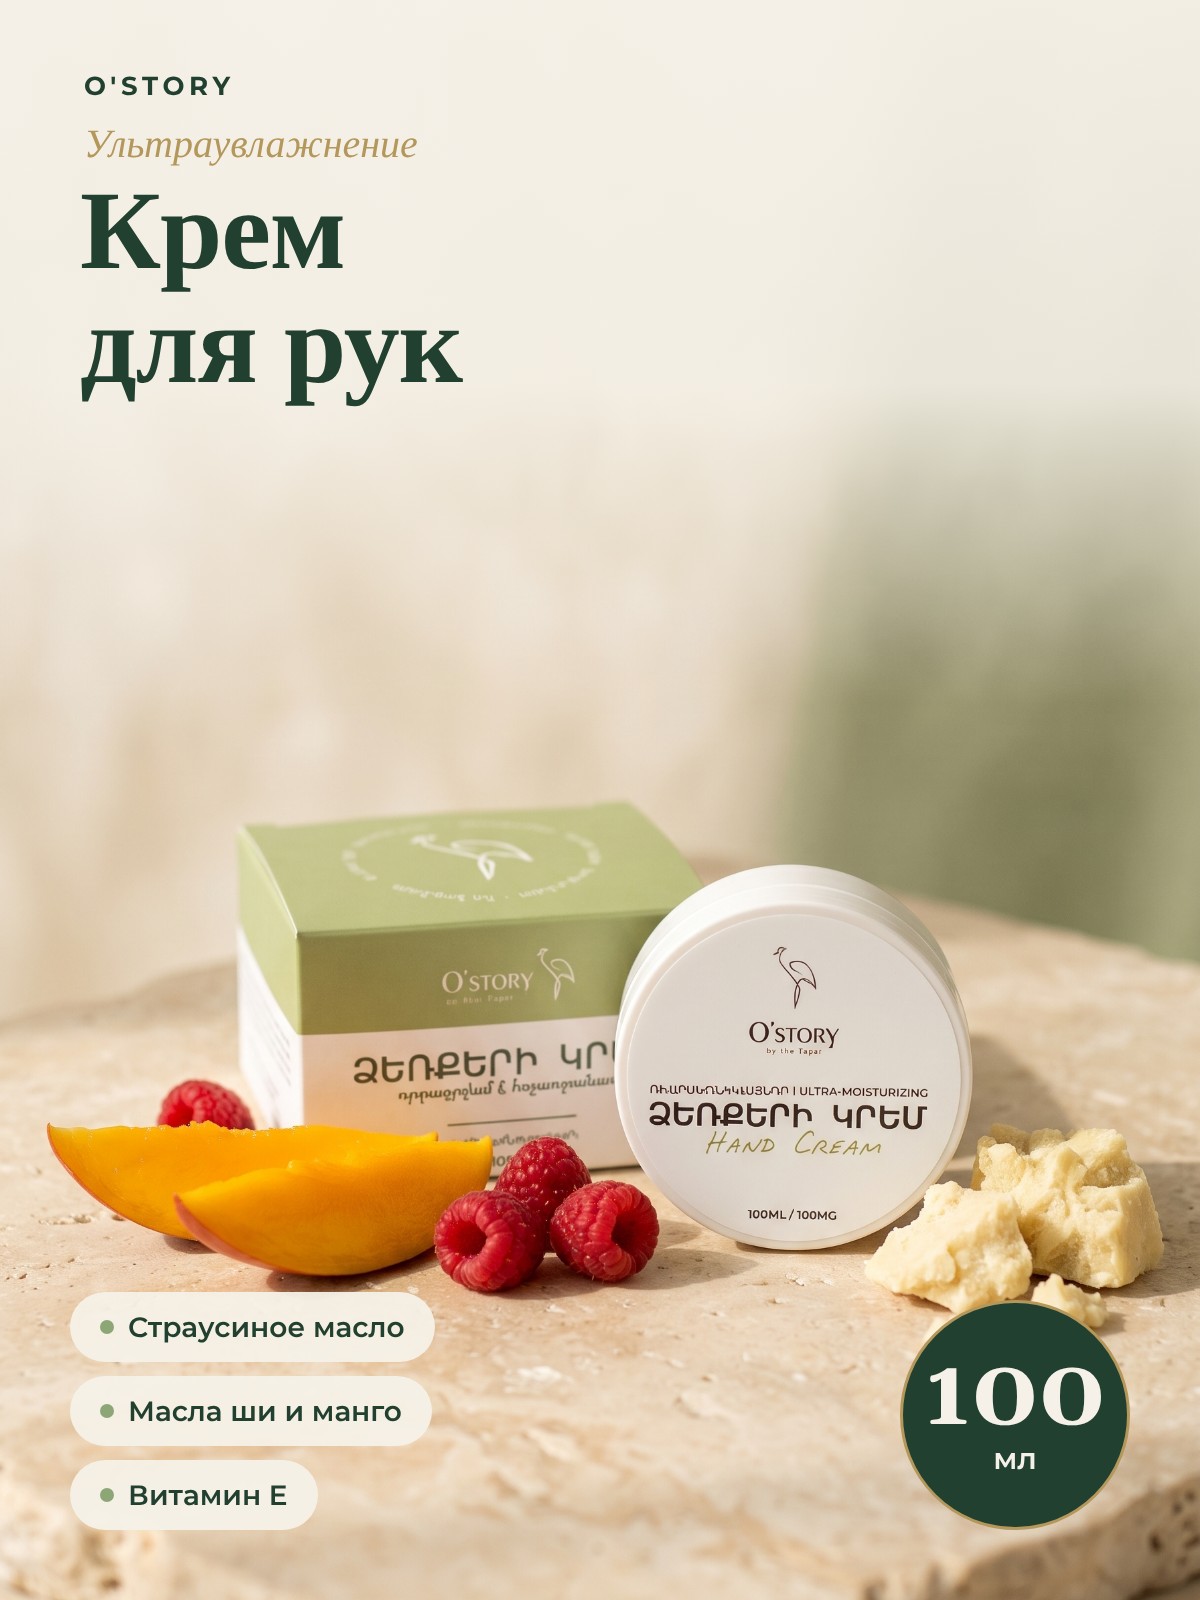 O'STORY
Ультраувлажнение
Крем
для рук
O'STORY
ՁԵՌՔԵՐԻ ԿՐԵ
O'STORY
by the Tapar
| ULTRA-MOISTURIZING
ՁԵՌՔԵՐԻ ԿՐԵՄ
HAND CREAM
100ML / 100MG
Страусиное масло
Масла ши и манго
Витамин Е
100
мл